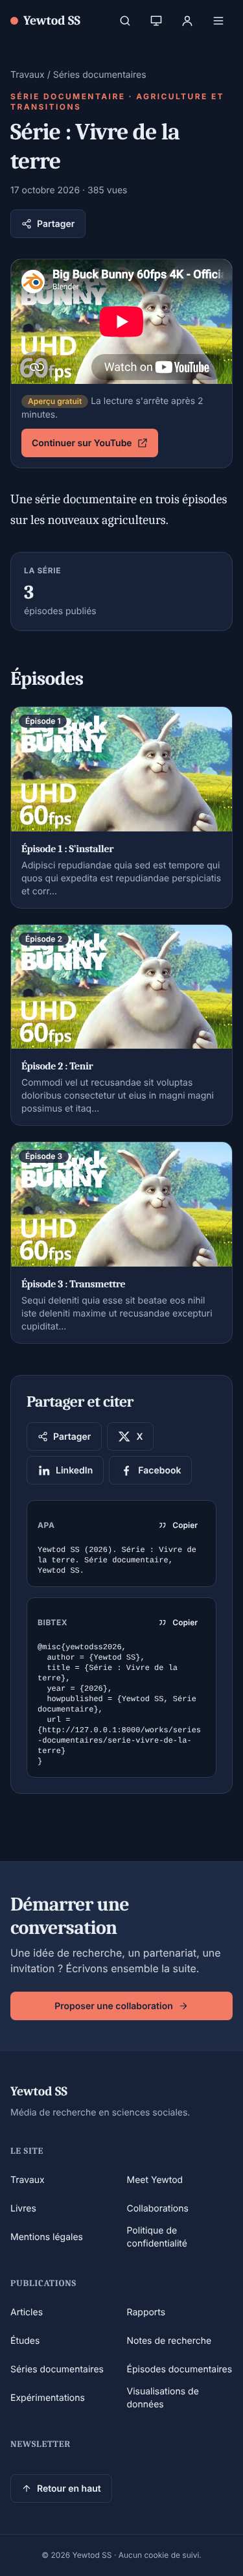 Yewtod SS
Travaux / Séries documentaires
SÉRIE DOCUMENTAIRE · AGRICULTURE ET
TRANSITIONS
Série : Vivre de la
terre
17 octobre 2026 · 385 vues
Partager
Big Buck Bunny 60fps 4K - Offici
Blender
UHD
60
Watch on YouTube
Aperçu gratuit La lecture s'arrête après 2
minutes.
Continuer sur YouTube
Une série documentaire en trois épisodes
sur les nouveaux agriculteurs.
LA SÉRIE
3
épisodes publiés
Épisodes
Épisode 1
BUNNY
UHD
60fps
Épisode 1 : S'installer
Adipisci repudiandae quia sed est tempore qui
quos qui expedita est repudiandae perspiciatis
et corr...
Épisode 2
BIG BUCK
BUNNY
UHD
60fps
Épisode 2 : Tenir
Commodi vel ut recusandae sit voluptas
doloribus consectetur ut eius in magni magni
possimus et itaq...
Épisode 3
BIG BUCK
BUNNY
UHD
60fps
Épisode 3 : Transmettre
Sequi deleniti quia esse sit beatae eos nihil
iste deleniti maxime ut recusandae excepturi
cupiditat...
Partager et citer
Partager
X
LinkedIn
Facebook
APA
Copier
Yewtod SS (2026). Série : Vivre de
la terre. Série documentaire,
Yewtod SS.
BIBTEX
Copier
@misc{yewtodss2026,
author = {Yewtod SS},
title = {Série : Vivre de la
terre},
year = {2026},
howpublished = {Yewtod SS, Série
documentaire},
url =
{http://127.0.0.1:8000/works/series
-documentaires/serie-vivre-de-la-
terre}
}
Démarrer une
conversation
Une idée de recherche, un partenariat, une
invitation ? Écrivons ensemble la suite.
Proposer une collaboration
Yewtod SS
Média de recherche en sciences sociales.
LE SITE
Travaux
Meet Yewtod
Livres
Collaborations
Mentions légales
Politique de
confidentialité
PUBLICATIONS
Articles
Rapports
Études
Notes de recherche
Séries documentaires
Épisodes documentaires
Expérimentations
Visualisations de
données
NEWSLETTER
Retour en haut
© 2026 Yewtod SS · Aucun cookie de suivi.